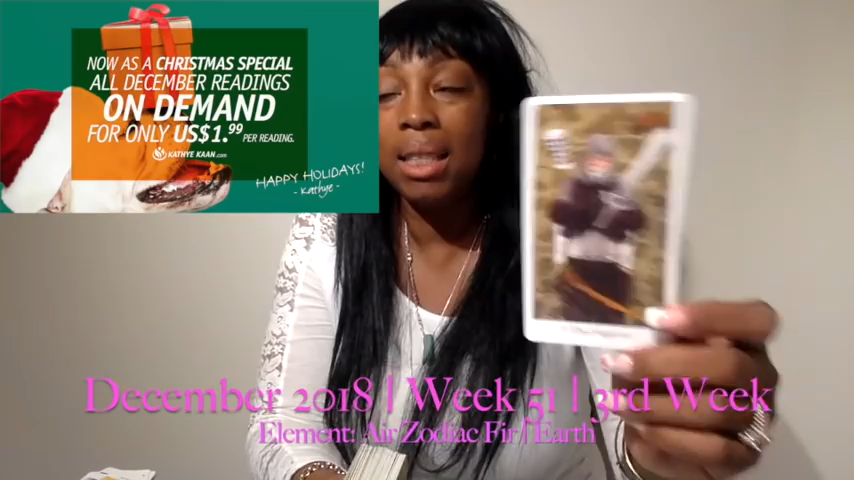 NOW AS A CHRISTMAS SPECIAL
ALL DECEMBER READINGS
ON DEMAND
FOR ONLY US$1.99 PER READING.
KATHYE KAAN.com
HAPPY HOLIDAYS!
- Kathye -
December 2018 | Week 51 | 3rd Week
Element: Air Zodiac Fir | Earth